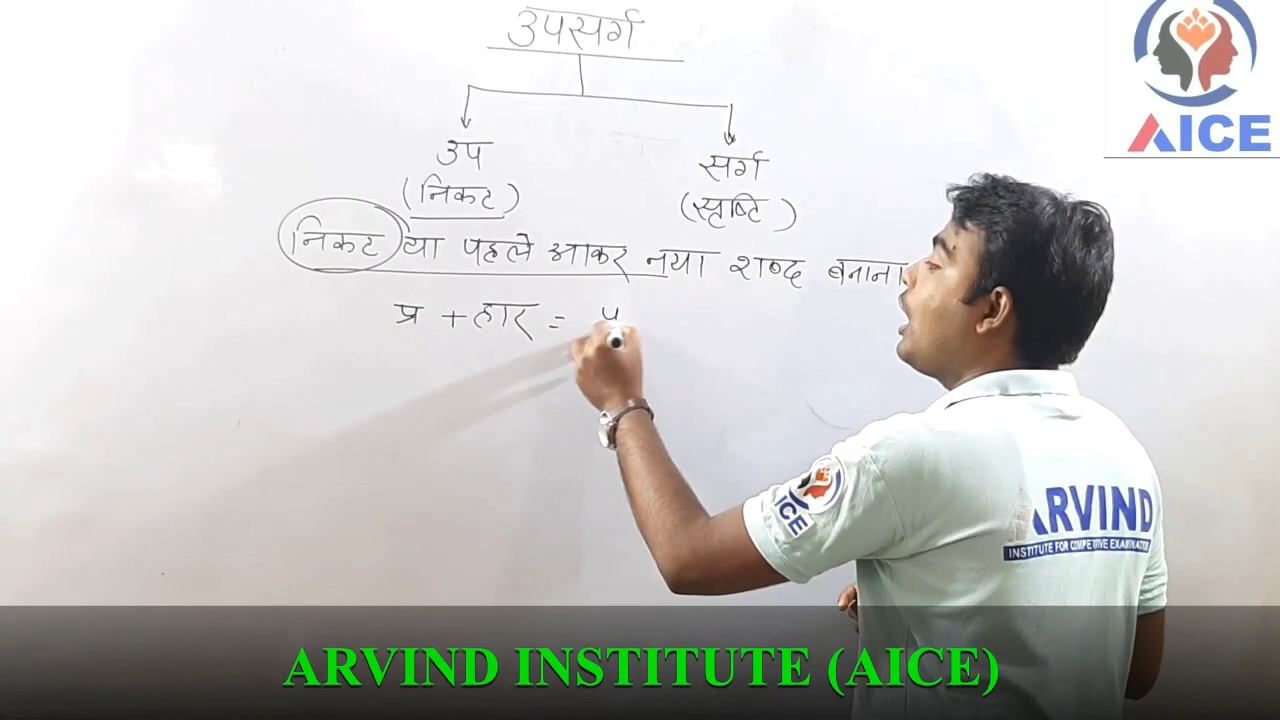 उपसर्ग
उप सर्ग
(निकट) (सृष्टि)
निकट या पहले आकर नया शब्द बनाना
प्र + हार =
AICE
AICE
ARVIND
INSTITUTE FOR COMPETITIVE EXAMINATION
ARVIND INSTITUTE (AICE)